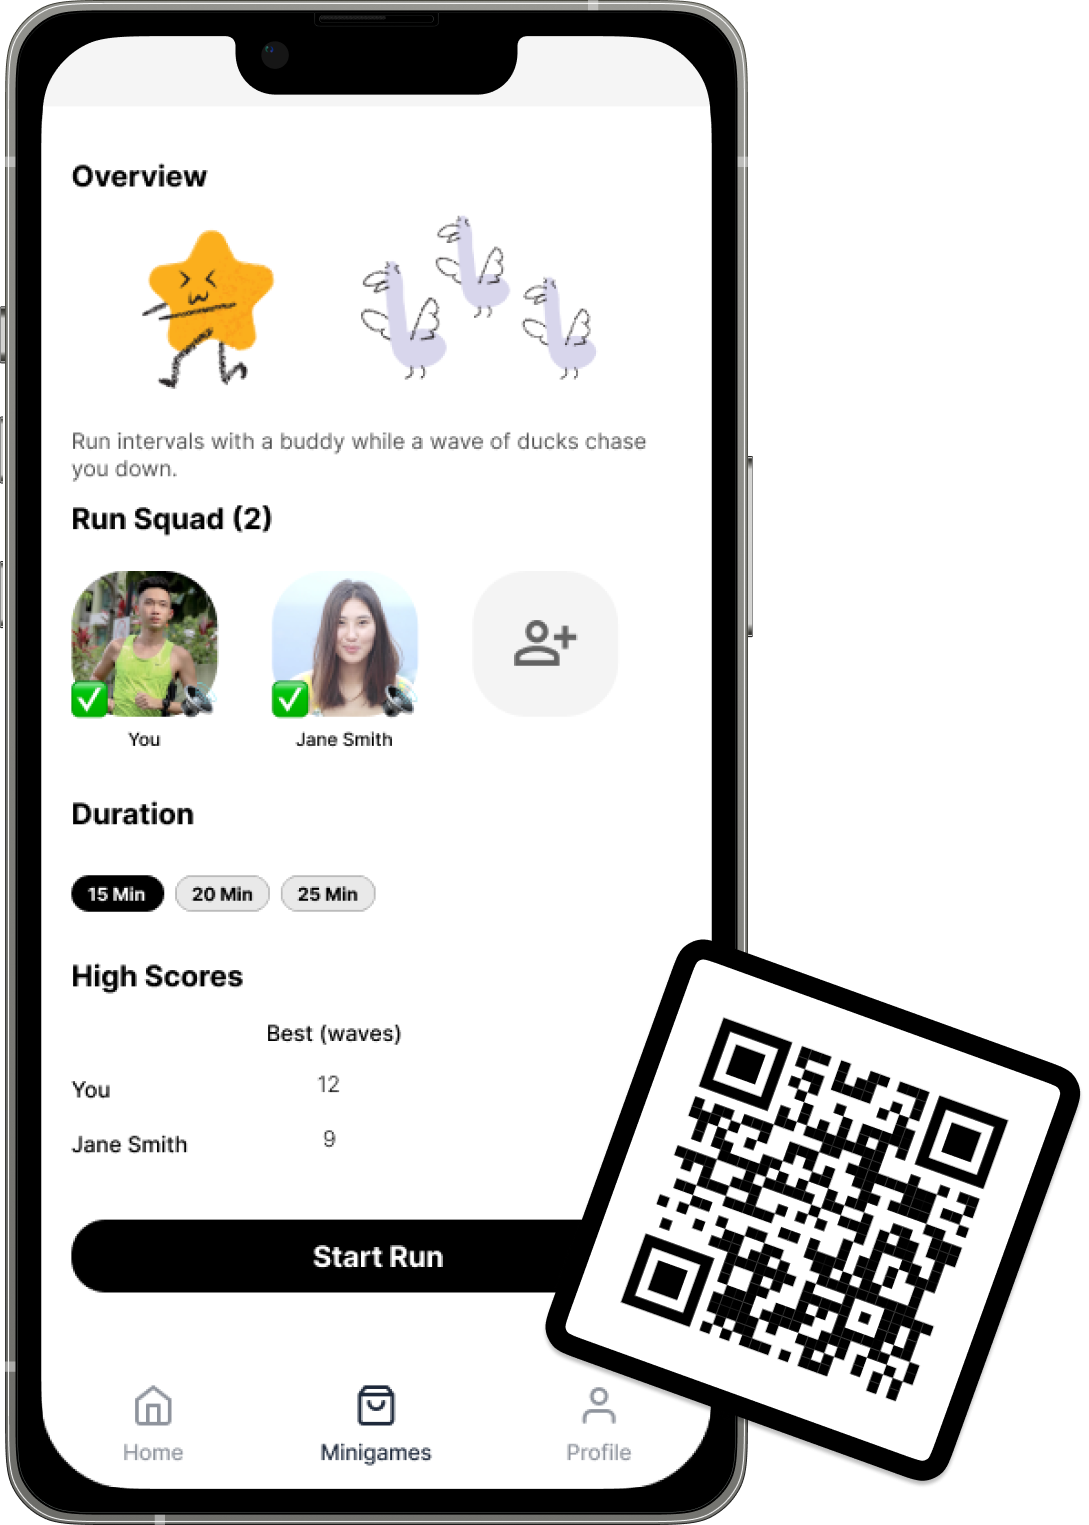 Overview
Run intervals with a buddy while a wave of ducks chase
you down.
Run Squad (2)
You
Jane Smith
Duration
15 Min 20 Min 25 Min
High Scores
Best (waves)
You 12
Jane Smith 9
Start Run
Home Minigames Profile